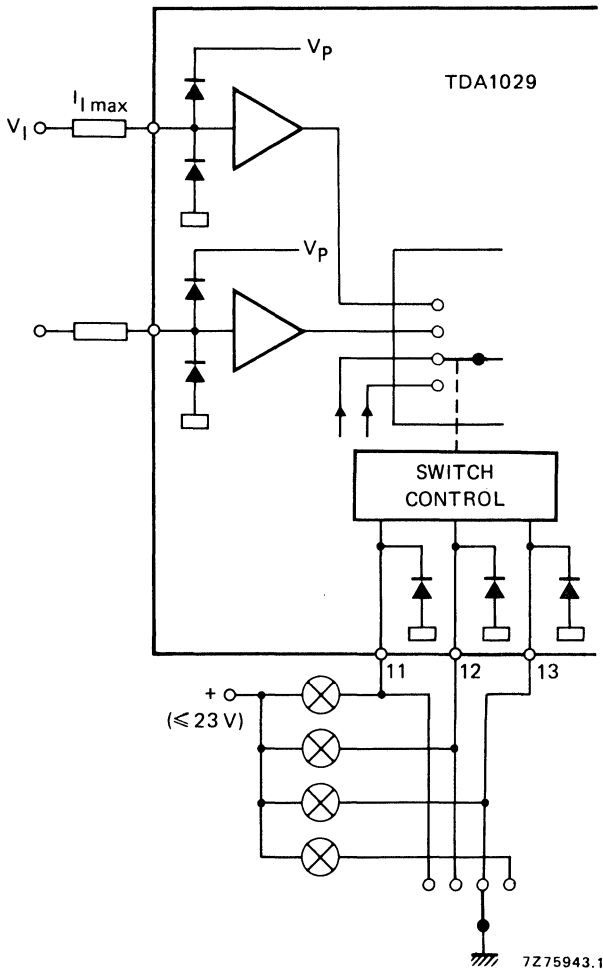 V_P
TDA1029
I_I max
V_I
V_P
SWITCH
CONTROL
11
12
13
+
(≤ 23 V)
7Z75943.1